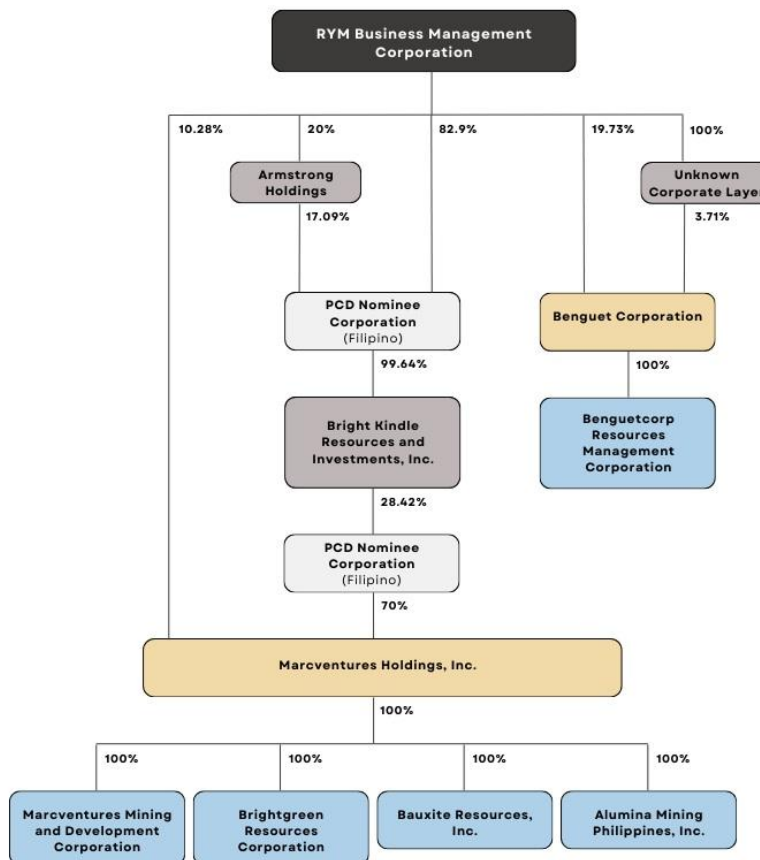 RYM Business Management
Corporation
10.28%
20%
82.9%
19.73%
100%
Armstrong
Holdings
Unknown
Corporate Layer
17.09%
3.71%
PCD Nominee
Corporation
(Filipino)
Benguet Corporation
99.64%
100%
Bright Kindle
Resources and
Investments, Inc.
Benguetcorp
Resources
Management
Corporation
28.42%
PCD Nominee
Corporation
(Filipino)
70%
Marcventures Holdings, Inc.
100%
100%
100%
100%
100%
Marcventures Mining
and Development
Corporation
Brightgreen
Resources
Corporation
Bauxite Resources,
Inc.
Alumina Mining
Philippines, Inc.